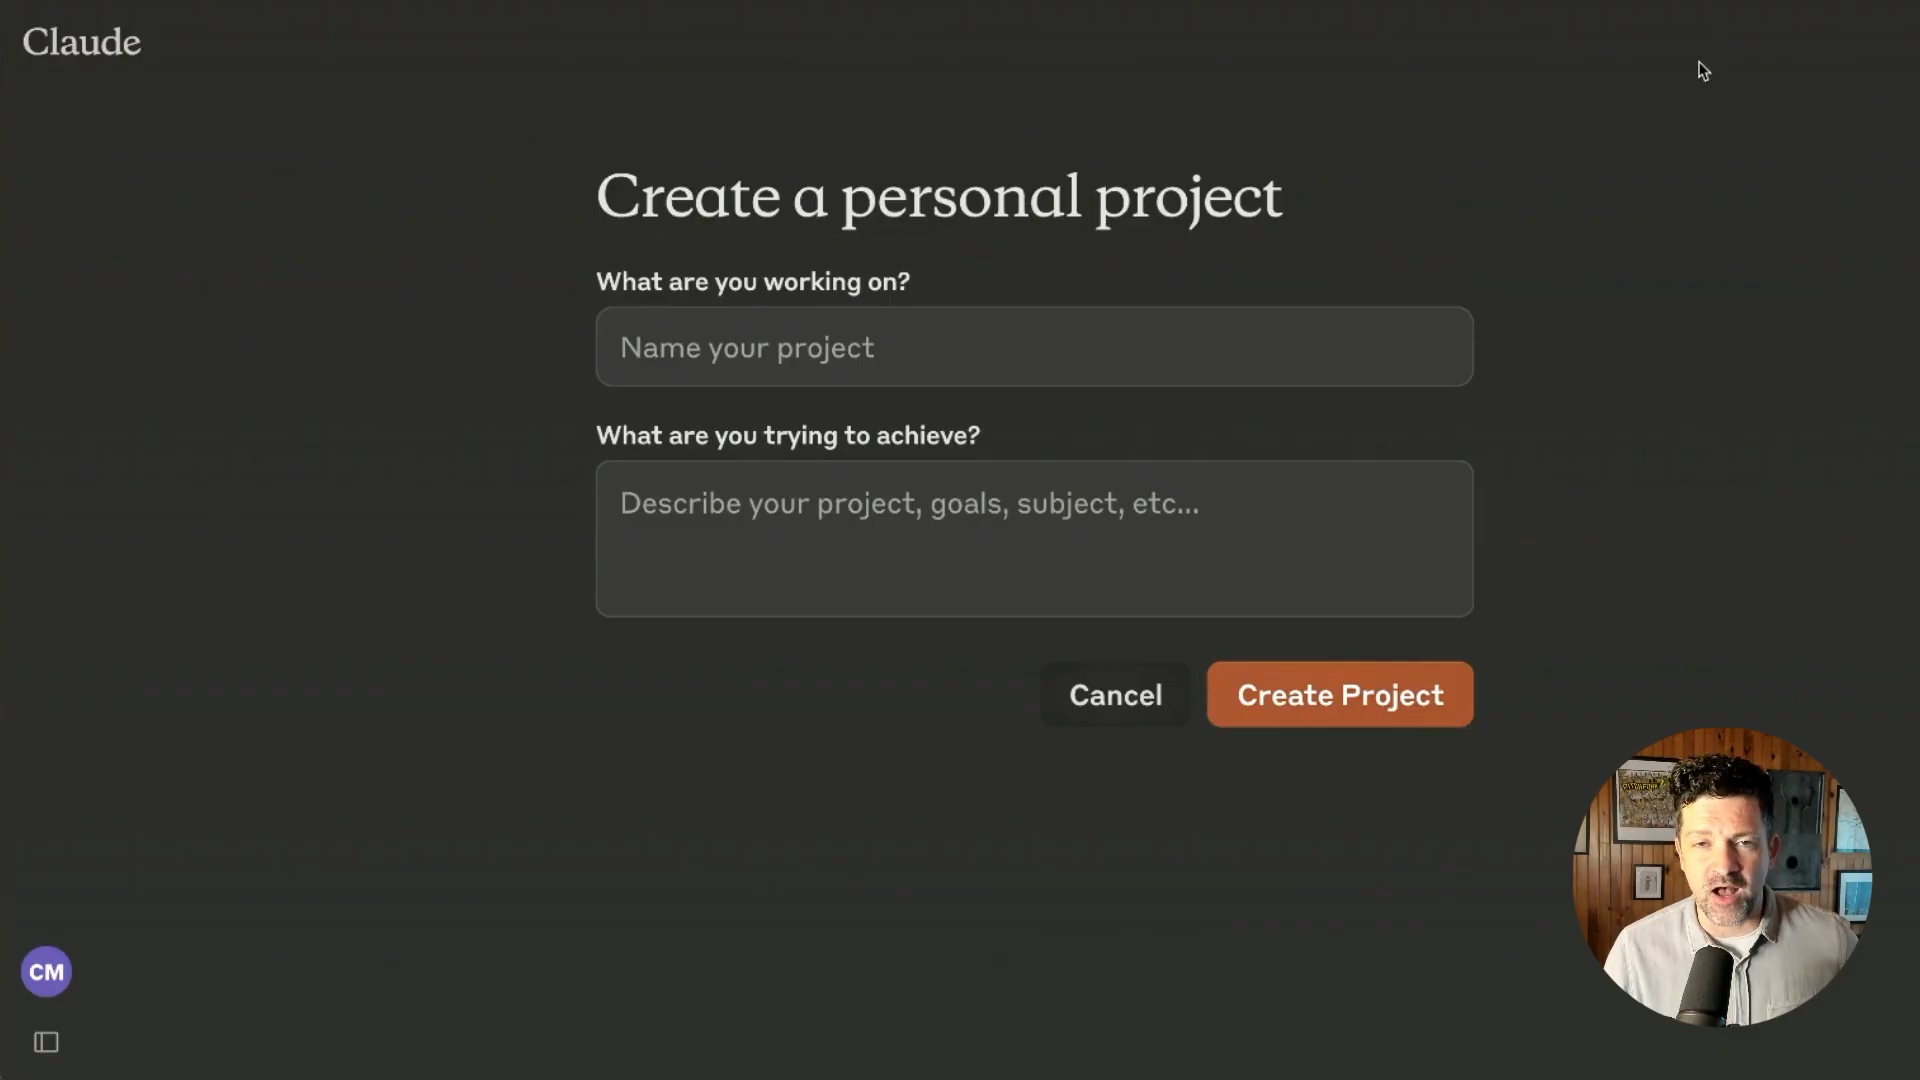 Claude
Create a personal project
What are you working on?
Name your project
What are you trying to achieve?
Describe your project, goals, subject, etc...
Cancel
Create Project
PITCHFORK
CM